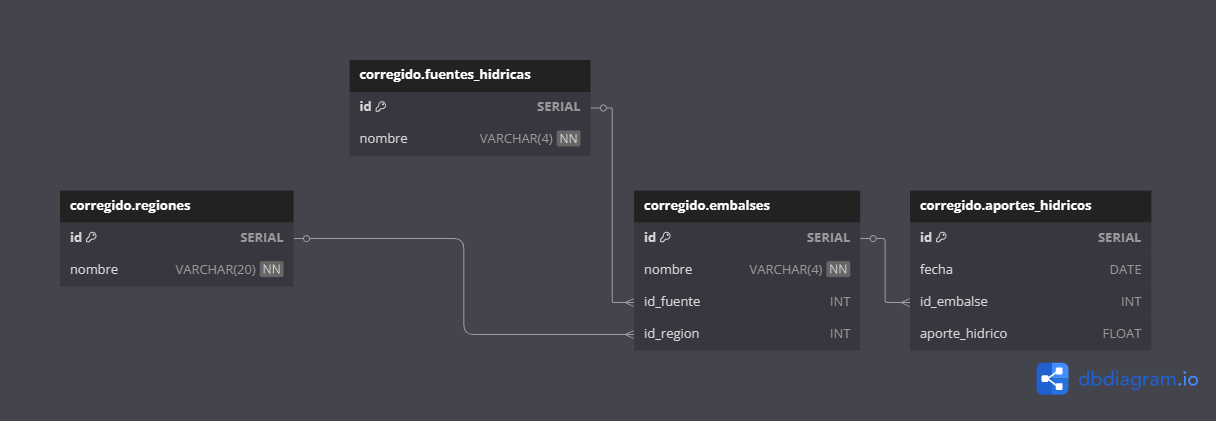 corregido.fuentes_hidricas
id SERIAL
nombre VARCHAR(4) NN
corregido.regiones
id SERIAL
nombre VARCHAR(20) NN
corregido.embalses
id SERIAL
nombre VARCHAR(4) NN
id_fuente INT
id_region INT
corregido.aportes_hidricos
id SERIAL
fecha DATE
id_embalse INT
aporte_hidrico FLOAT
dbdiagram.io